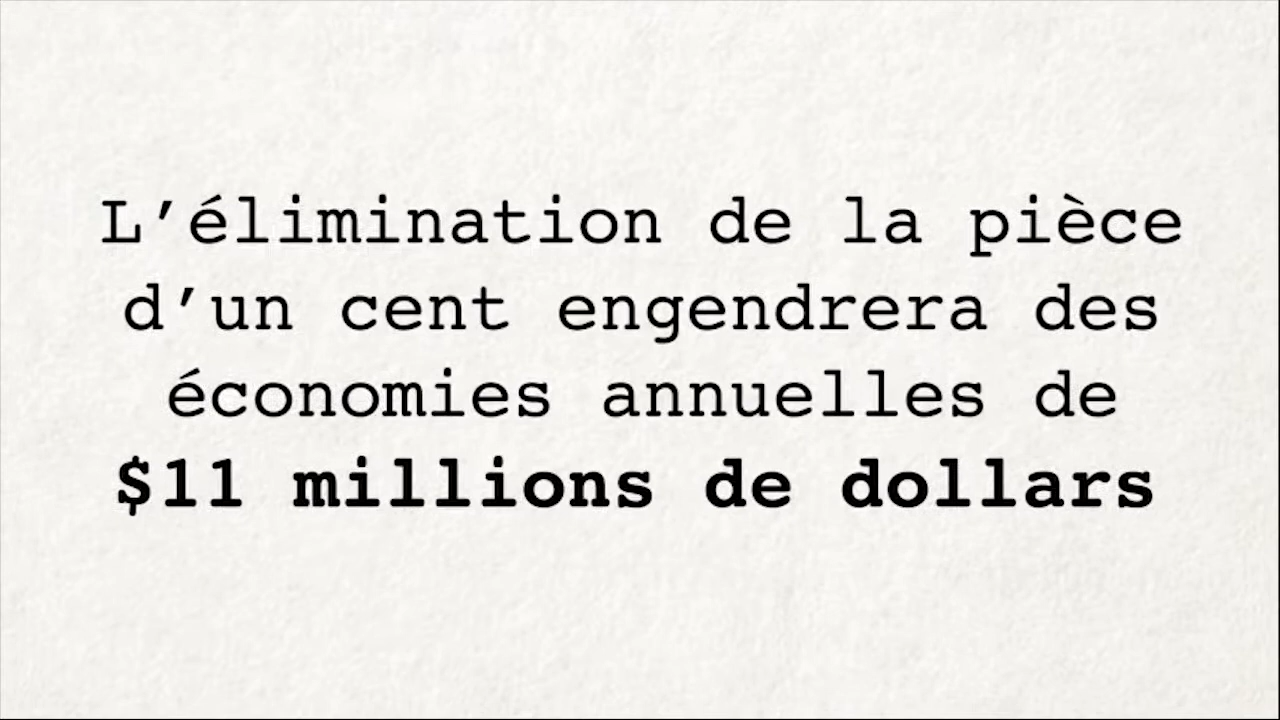 L’élimination de la pièce
d’un cent engendrera des
économies annuelles de
$11 millions de dollars